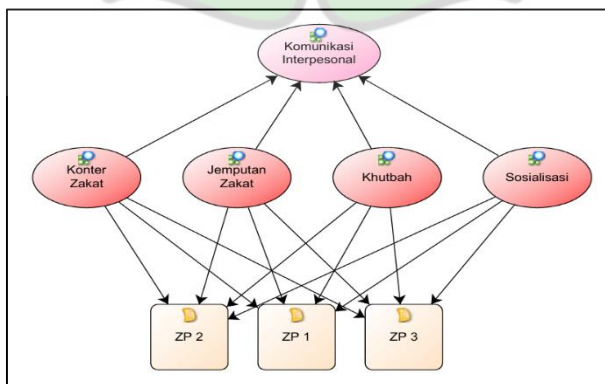 Komunikasi
Interpesonal
Konter
Zakat
Jemputan
Zakat
Khutbah
Sosialisasi
ZP 2
ZP 1
ZP 3